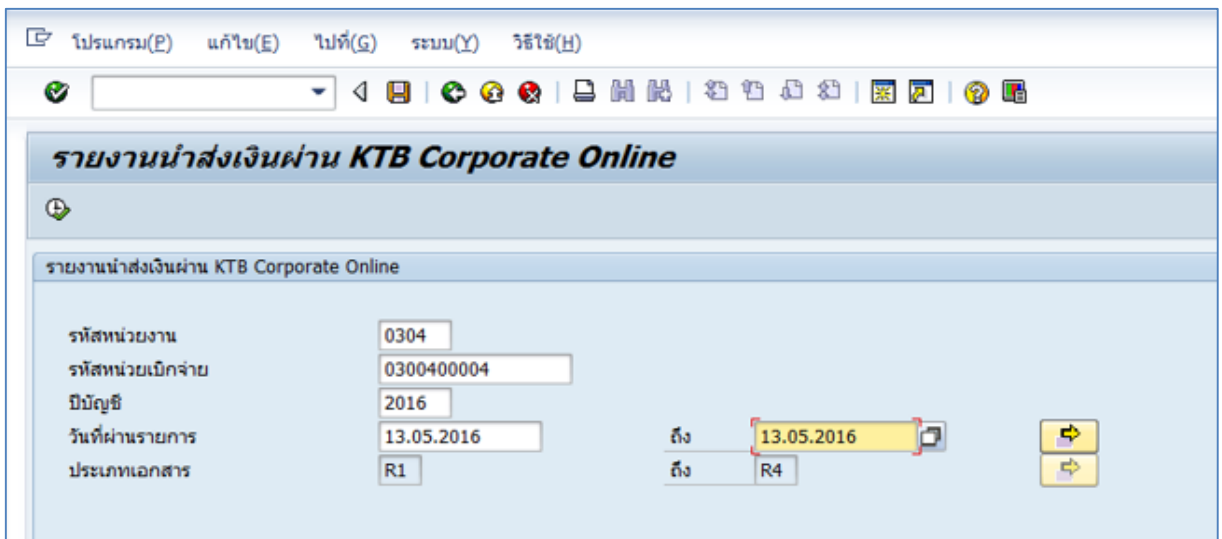 โปรแกรม(P) แก้ไข(E) ไปที่(G) ระบบ(Y) วิธีใช้(H)
รายงานนำส่งเงินผ่าน KTB Corporate Online
รายงานนำส่งเงินผ่าน KTB Corporate Online
รหัสหน่วยงาน 0304
รหัสหน่วยเบิกจ่าย 0300400004
ปีบัญชี 2016
วันที่ผ่านรายการ 13.05.2016 ถึง 13.05.2016
ประเภทเอกสาร R1 ถึง R4